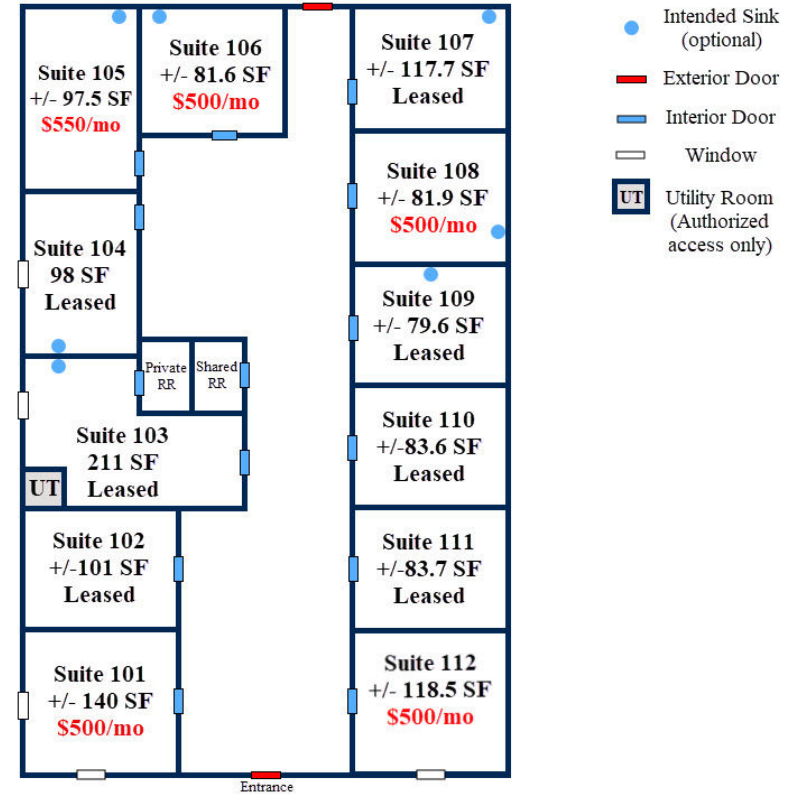 Suite 105
+/- 97.5 SF
$550/mo
Suite 106
+/- 81.6 SF
$500/mo
Suite 107
+/- 117.7 SF
Leased
Suite 108
+/- 81.9 SF
$500/mo
Suite 104
98 SF
Leased
Suite 109
+/- 79.6 SF
Leased
Private
RR
Shared
RR
Suite 103
211 SF
Leased
UT
Suite 110
+/-83.6 SF
Leased
Suite 102
+/-101 SF
Leased
Suite 111
+/-83.7 SF
Leased
Suite 101
+/- 140 SF
$500/mo
Suite 112
+/- 118.5 SF
$500/mo
Entrance
Intended Sink
(optional)
Exterior Door
Interior Door
Window
UT
Utility Room
(Authorized
access only)